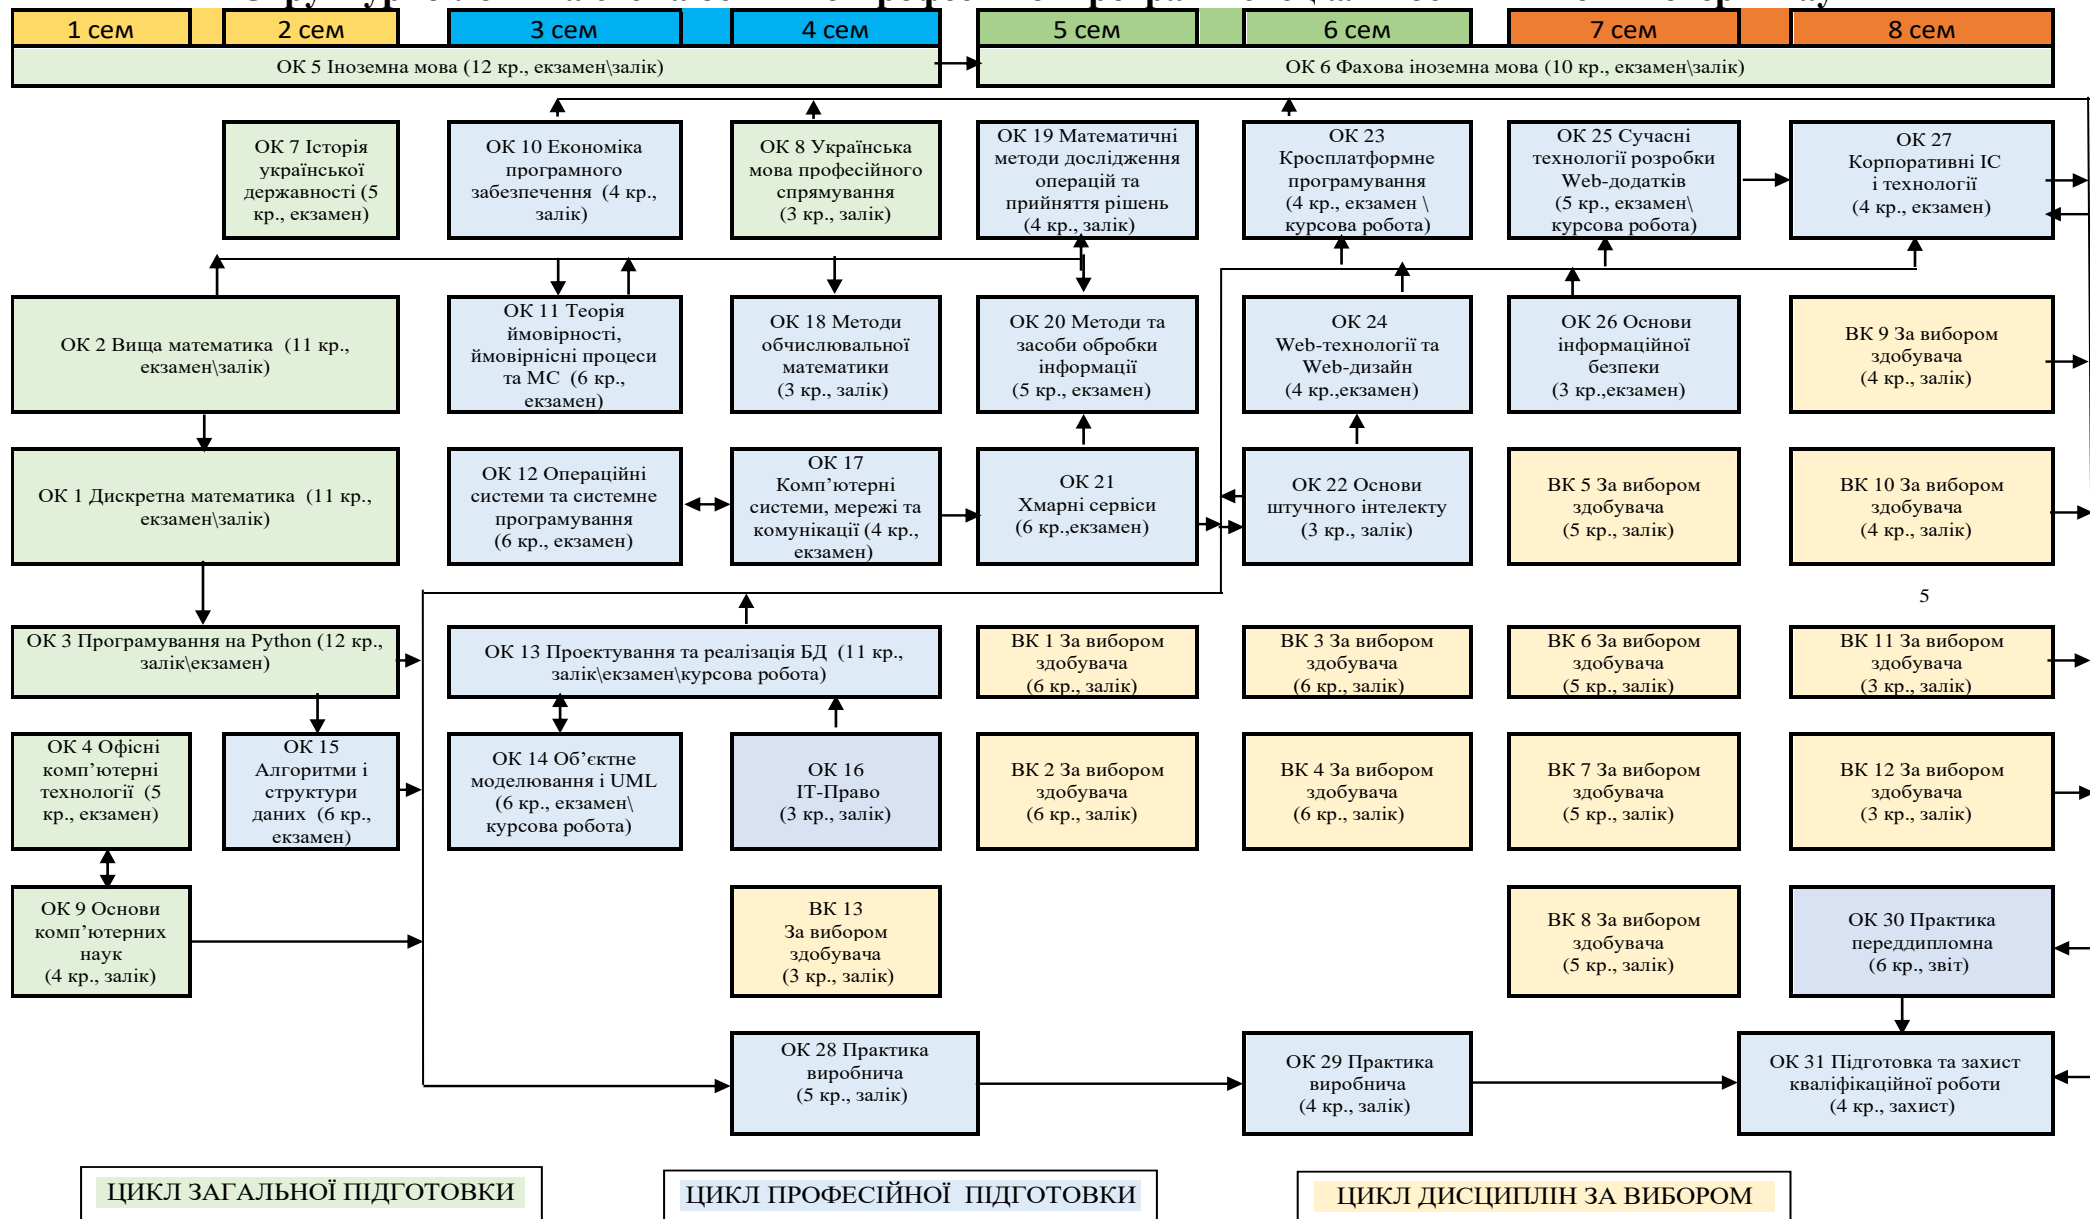 1 сем
2 сем
3 сем
4 сем
5 сем
6 сем
7 сем
8 сем
ОК 5 Іноземна мова (12 кр., екзамен\залік)
ОК 6 Фахова іноземна мова (10 кр., екзамен\залік)
ОК 7 Історія
української
державності (5
кр., екзамен)
ОК 10 Економіка
програмного
забезпечення (4 кр.,
залік)
ОК 8 Українська
мова професійного
спрямування
(3 кр., залік)
ОК 19 Математичні
методи дослідження
операцій та
прийняття рішень
(4 кр., залік)
ОК 23
Кросплатформне
програмування
(4 кр., екзамен \
курсова робота)
ОК 25 Сучасні
технології розробки
Web-додатків
(5 кр., екзамен\
курсова робота)
ОК 27
Корпоративні ІС
і технології
(4 кр., екзамен)
ОК 2 Вища математика (11 кр.,
екзамен\залік)
ОК 11 Теорія
ймовірності,
ймовірнісні процеси
та МС (6 кр.,
екзамен)
ОК 18 Методи
обчислювальної
математики
(3 кр., залік)
ОК 20 Методи та
засоби обробки
інформації
(5 кр., екзамен)
ОК 24
Web-технології та
Web-дизайн
(4 кр.,екзамен)
ОК 26 Основи
інформаційної
безпеки
(3 кр.,екзамен)
ВК 9 За вибором
здобувача
(4 кр., залік)
ОК 1 Дискретна математика (11 кр.,
екзамен\залік)
ОК 12 Операційні
системи та системне
програмування
(6 кр., екзамен)
ОК 17
Комп’ютерні
системи, мережі та
комунікації (4 кр.,
екзамен)
ОК 21
Хмарні сервіси
(6 кр.,екзамен)
ОК 22 Основи
штучного інтелекту
(3 кр., залік)
ВК 5 За вибором
здобувача
(5 кр., залік)
ВК 10 За вибором
здобувача
(4 кр., залік)
5
ОК 3 Програмування на Python (12 кр.,
залік\екзамен)
ОК 13 Проектування та реалізація БД (11 кр.,
залік\екзамен\курсова робота)
ВК 1 За вибором
здобувача
(6 кр., залік)
ВК 3 За вибором
здобувача
(6 кр., залік)
ВК 6 За вибором
здобувача
(5 кр., залік)
ВК 11 За вибором
здобувача
(3 кр., залік)
ОК 4 Офісні
комп’ютерні
технології (5
кр., екзамен)
ОК 15
Алгоритми і
структури
даних (6 кр.,
екзамен)
ОК 14 Об’єктне
моделювання і UML
(6 кр., екзамен\
курсова робота)
ОК 16
ІТ-Право
(3 кр., залік)
ВК 2 За вибором
здобувача
(6 кр., залік)
ВК 4 За вибором
здобувача
(6 кр., залік)
ВК 7 За вибором
здобувача
(5 кр., залік)
ВК 12 За вибором
здобувача
(3 кр., залік)
ОК 9 Основи
комп’ютерних
наук
(4 кр., залік)
ВК 13
За вибором
здобувача
(3 кр., залік)
ВК 8 За вибором
здобувача
(5 кр., залік)
ОК 30 Практика
переддипломна
(6 кр., звіт)
ОК 28 Практика
виробнича
(5 кр., залік)
ОК 29 Практика
виробнича
(4 кр., залік)
ОК 31 Підготовка та захист
кваліфікаційної роботи
(4 кр., захист)
ЦИКЛ ЗАГАЛЬНОЇ ПІДГОТОВКИ
ЦИКЛ ПРОФЕСІЙНОЇ ПІДГОТОВКИ
ЦИКЛ ДИСЦИПЛІН ЗА ВИБОРОМ